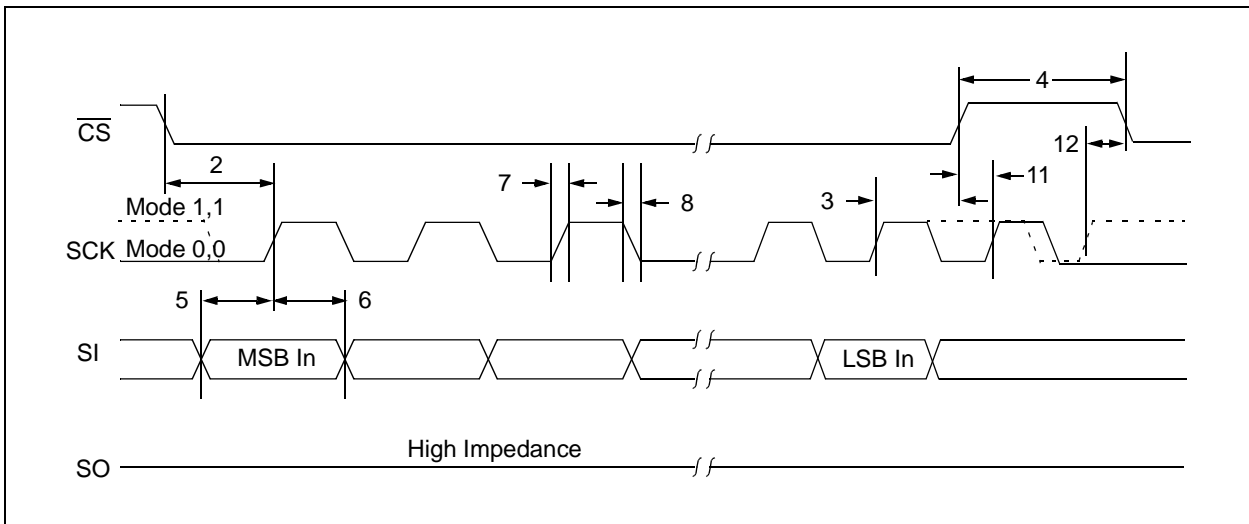 4
CS
12
2
7
11
8
3
Mode 1,1
SCK
Mode 0,0
5
6
SI
MSB In
LSB In
High Impedance
SO